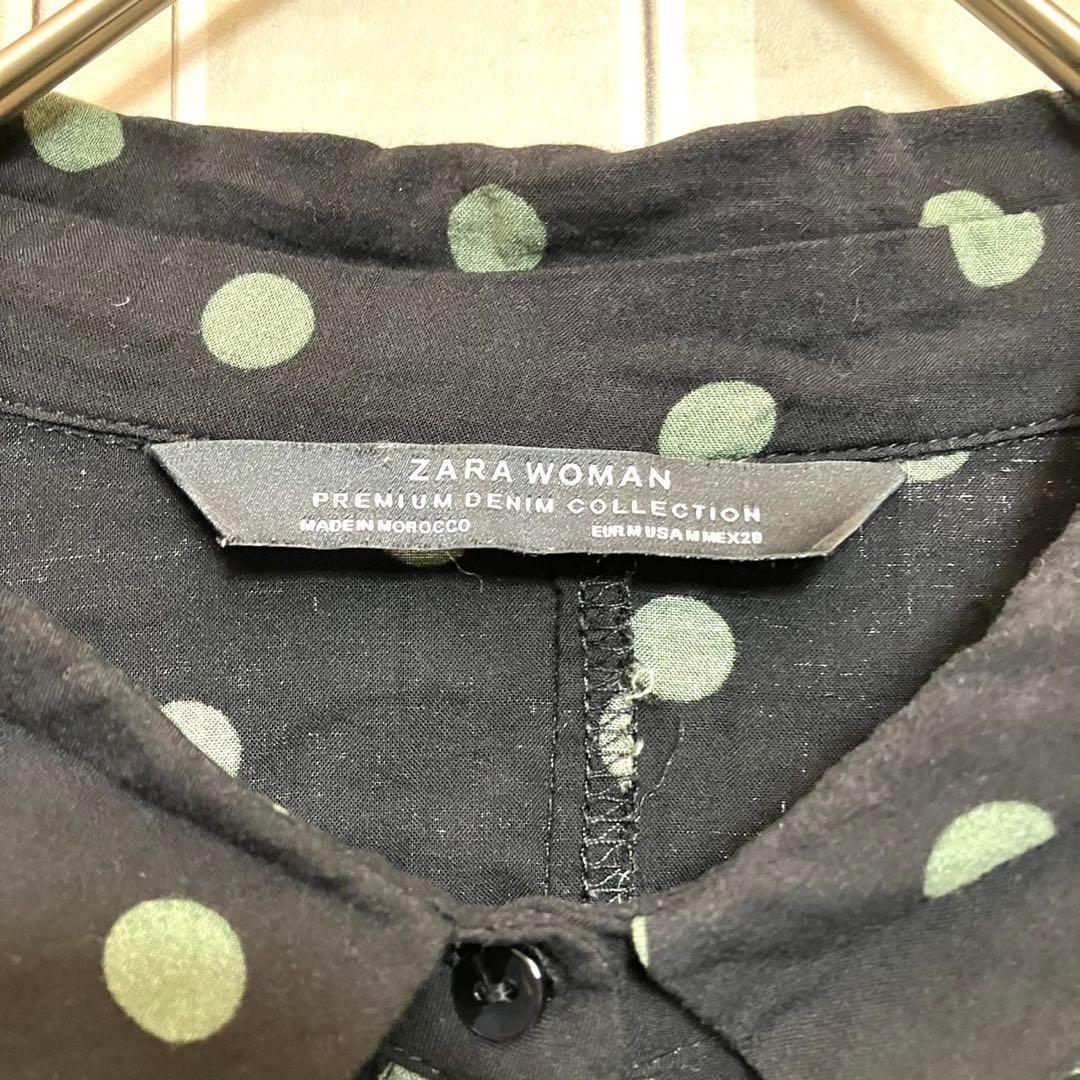 ZARA WOMAN
PREMIUM DENIM COLLECTION
MADE IN MOROCCO EUR M USA M MEX 28